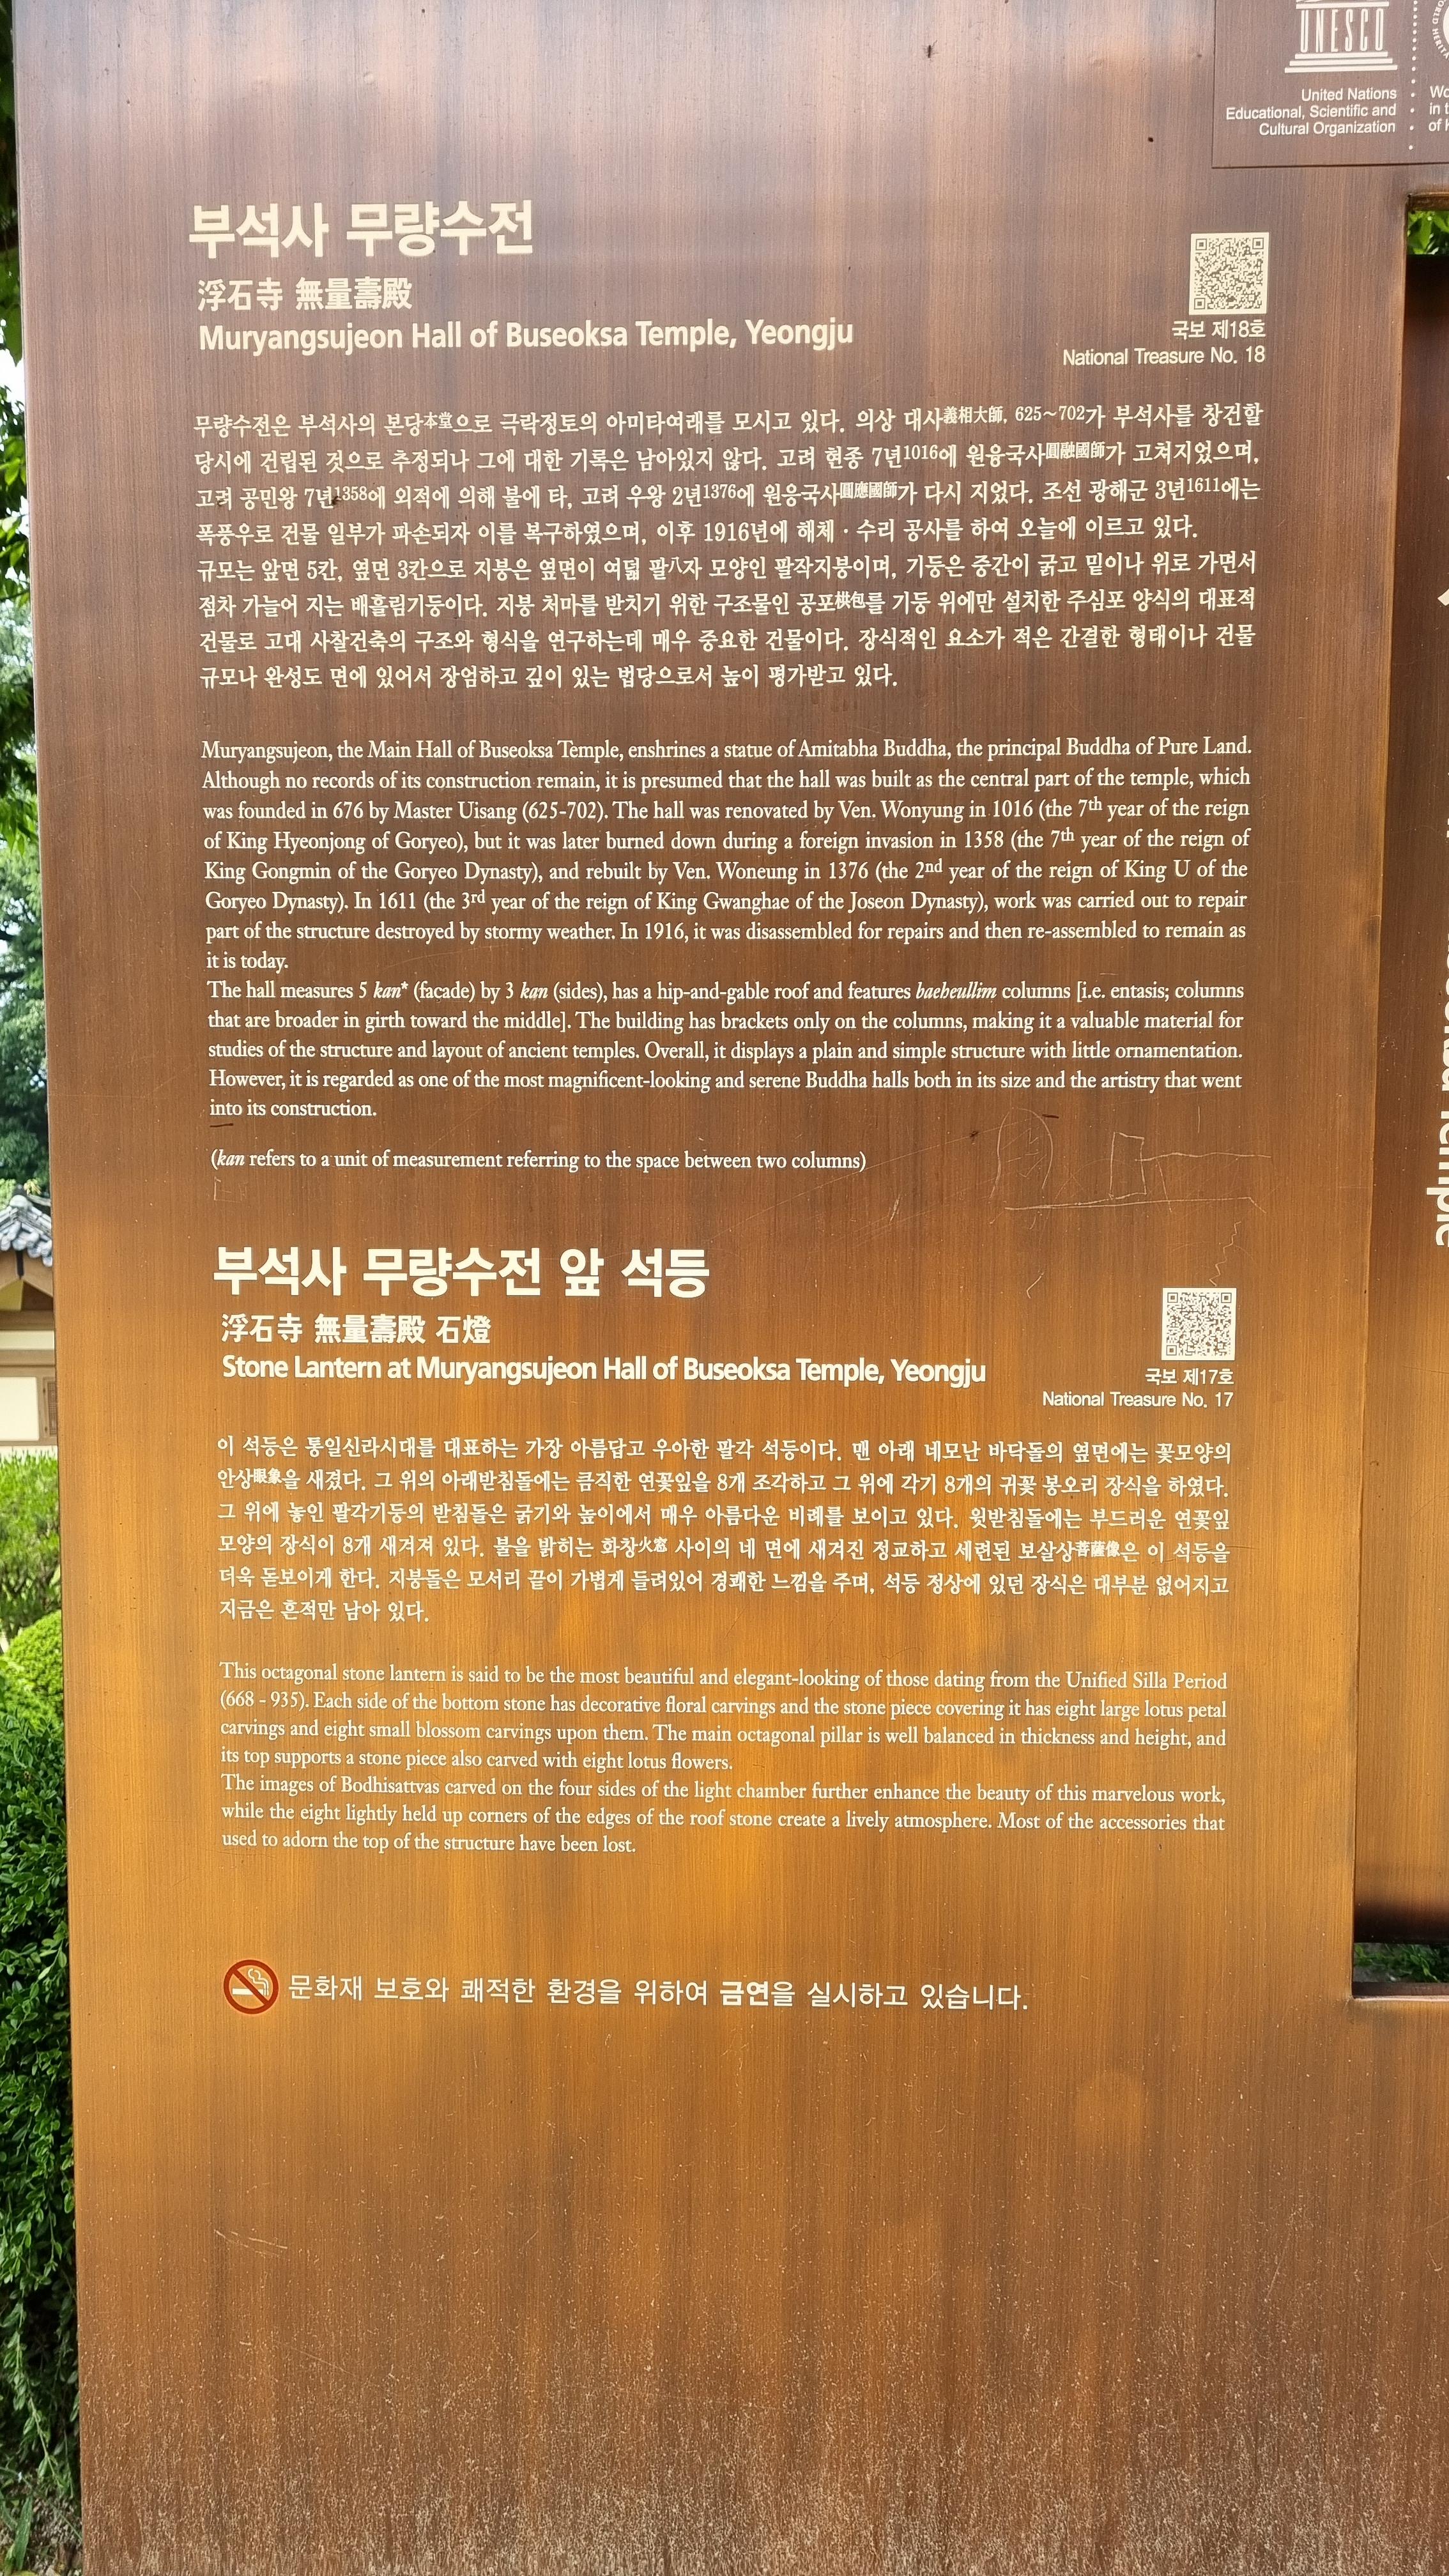 UNESCO
United Nations
Educational, Scientific and
Cultural Organization
부석사 무량수전
浮石寺 無量壽殿
Muryangsujeon Hall of Buseoksa Temple, Yeongju
국보 제18호
National Treasure No. 18
무량수전은 부석사의 본당本堂으로 극락정토의 아미타여래를 모시고 있다. 의상 대사義相大師, 625~702가 부석사를 창건할
당시에 건립된 것으로 추정되나 그에 대한 기록은 남아있지 않다. 고려 현종 7년1016에 원융국사圓融國師가 고쳐지었으며,
고려 공민왕 7년1358에 외적에 의해 불에 타, 고려 우왕 2년1376에 원응국사圓應國師가 다시 지었다. 조선 광해군 3년1611에는
폭풍우로 건물 일부가 파손되자 이를 복구하였으며, 이후 1916년에 해체 · 수리 공사를 하여 오늘에 이르고 있다.
규모는 앞면 5칸, 옆면 3칸으로 지붕은 옆면이 여덟 팔八자 모양인 팔작지붕이며, 기둥은 중간이 굵고 밑이나 위로 가면서
점차 가늘어 지는 배흘림기둥이다. 지붕 처마를 받치기 위한 구조물인 공포栱包를 기둥 위에만 설치한 주심포 양식의 대표적
건물로 고대 사찰건축의 구조와 형식을 연구하는데 매우 중요한 건물이다. 장식적인 요소가 적은 간결한 형태이나 건물
규모나 완성도 면에 있어서 장엄하고 깊이 있는 법당으로서 높이 평가받고 있다.
Muryangsujeon, the Main Hall of Buseoksa Temple, enshrines a statue of Amitabha Buddha, the principal Buddha of Pure Land.
Although no records of its construction remain, it is presumed that the hall was built as the central part of the temple, which
was founded in 676 by Master Uisang (625-702). The hall was renovated by Ven. Wonyung in 1016 (the 7th year of the reign
of King Hyeonjong of Goryeo), but it was later burned down during a foreign invasion in 1358 (the 7th year of the reign of
King Gongmin of the Goryeo Dynasty), and rebuilt by Ven. Woneung in 1376 (the 2nd year of the reign of King U of the
Goryeo Dynasty). In 1611 (the 3rd year of the reign of King Gwanghae of the Joseon Dynasty), work was carried out to repair
part of the structure destroyed by stormy weather. In 1916, it was disassembled for repairs and then re-assembled to remain as
it is today.
The hall measures 5 kan* (facade) by 3 kan (sides), has a hip-and-gable roof and features baeheullim columns [i.e. entasis; columns
that are broader in girth toward the middle]. The building has brackets only on the columns, making it a valuable material for
studies of the structure and layout of ancient temples. Overall, it displays a plain and simple structure with little ornamentation.
However, it is regarded as one of the most magnificent-looking and serene Buddha halls both in its size and the artistry that went
into its construction.
(kan refers to a unit of measurement referring to the space between two columns)
부석사 무량수전 앞 석등
浮石寺 無量壽殿 石燈
Stone Lantern at Muryangsujeon Hall of Buseoksa Temple, Yeongju
국보 제17호
National Treasure No. 17
이 석등은 통일신라시대를 대표하는 가장 아름답고 우아한 팔각 석등이다. 맨 아래 네모난 바닥돌의 옆면에는 꽃모양의
안상眼象을 새겼다. 그 위의 아래받침돌에는 큼직한 연꽃잎을 8개 조각하고 그 위에 각기 8개의 귀꽃 봉오리 장식을 하였다.
그 위에 놓인 팔각기둥의 받침돌은 굵기와 높이에서 매우 아름다운 비례를 보이고 있다. 윗받침돌에는 부드러운 연꽃잎
모양의 장식이 8개 새겨져 있다. 불을 밝히는 화창火窓 사이의 네 면에 새겨진 정교하고 세련된 보살상菩薩像은 이 석등을
더욱 돋보이게 한다. 지붕돌은 모서리 끝이 가볍게 들려있어 경쾌한 느낌을 주며, 석등 정상에 있던 장식은 대부분 없어지고
지금은 흔적만 남아 있다.
This octagonal stone lantern is said to be the most beautiful and elegant-looking of those dating from the Unified Silla Period
(668 - 935). Each side of the bottom stone has decorative floral carvings and the stone piece covering it has eight large lotus petal
carvings and eight small blossom carvings upon them. The main octagonal pillar is well balanced in thickness and height, and
its top supports a stone piece also carved with eight lotus flowers.
The images of Bodhisattvas carved on the four sides of the light chamber further enhance the beauty of this marvelous work,
while the eight lightly held up corners of the edges of the roof stone create a lively atmosphere. Most of the accessories that
used to adorn the top of the structure have been lost.
문화재 보호와 쾌적한 환경을 위하여 금연을 실시하고 있습니다.
Temple